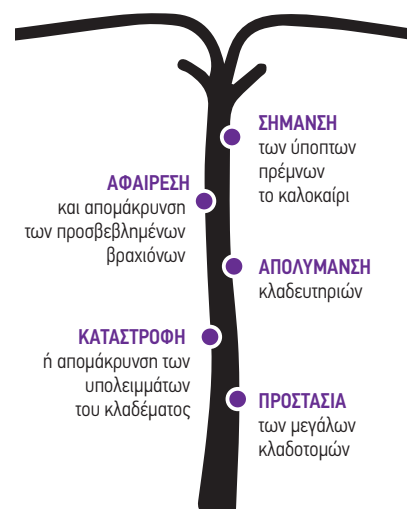 ΣΗΜΑΝΣΗ
των ύποπτων
πρέμνων
το καλοκαίρι
ΑΦΑΙΡΕΣΗ
και απομάκρυνση
των προσβεβλημένων
βραχιόνων
ΑΠΟΛΥΜΑΝΣΗ
κλαδευτηριών
ΚΑΤΑΣΤΡΟΦΗ
ή απομάκρυνση των
υπολειμμάτων
του κλαδέματος
ΠΡΟΣΤΑΣΙΑ
των μεγάλων
κλαδοτομών